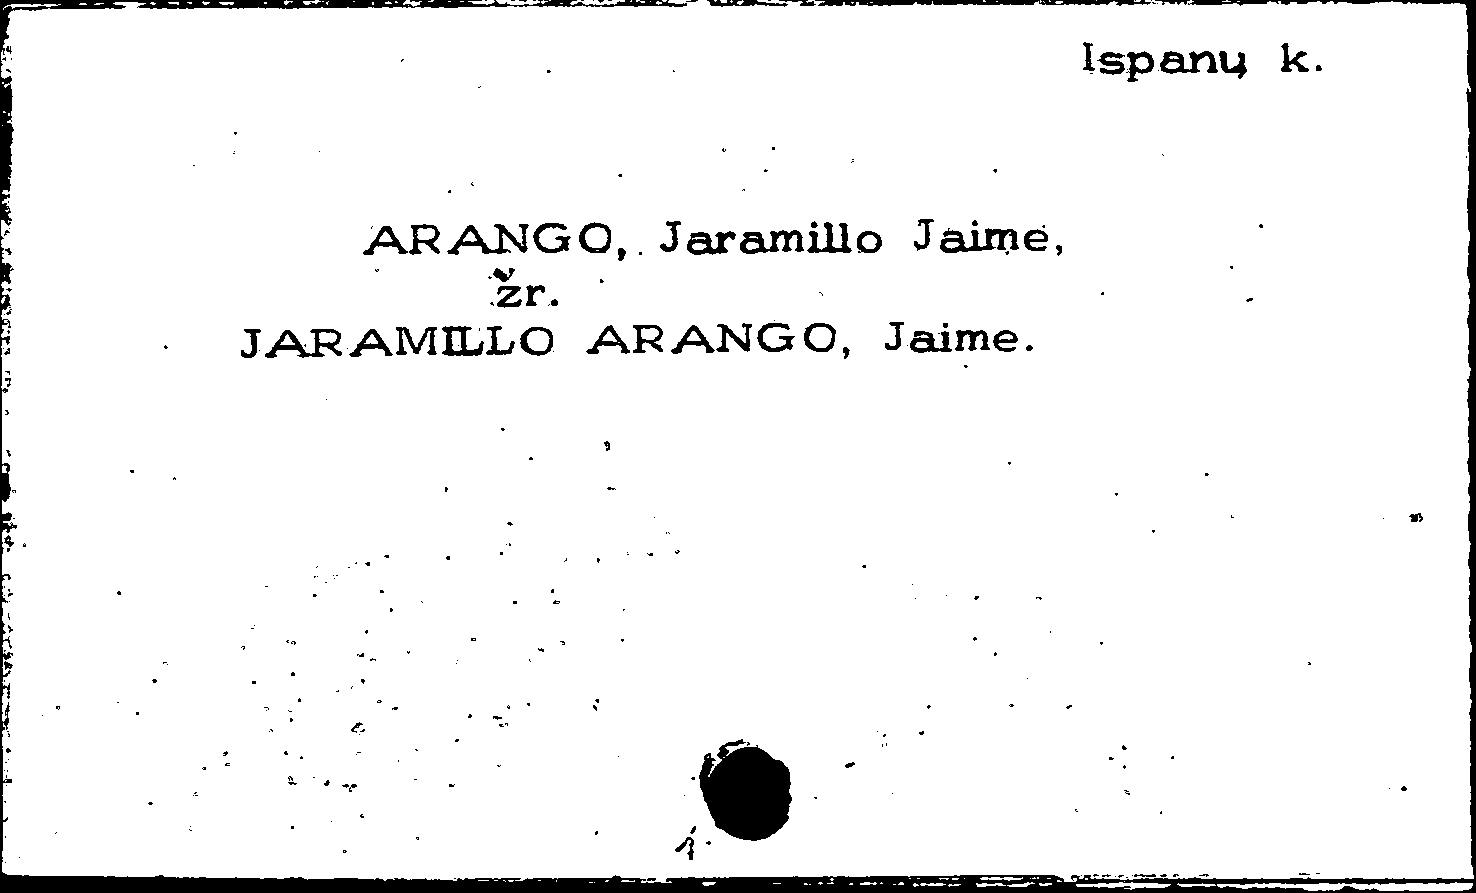 Ispanų k.
ARANGO, Jaramillo Jaime,
žr.
JARAMILLO ARANGO, Jaime.